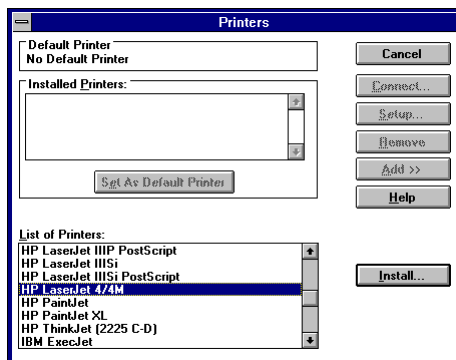 Printers
Default Printer
No Default Printer
Cancel
Installed Printers:
Connect...
Setup...
Remove
Set As Default Printer
Add >>
Help
List of Printers:
HP LaserJet IIIP PostScript
HP LaserJet IIISi
HP LaserJet IIISi PostScript
HP LaserJet 4/4M
HP PaintJet
HP PaintJet XL
HP ThinkJet (2225 C-D)
IBM ExecJet
Install...